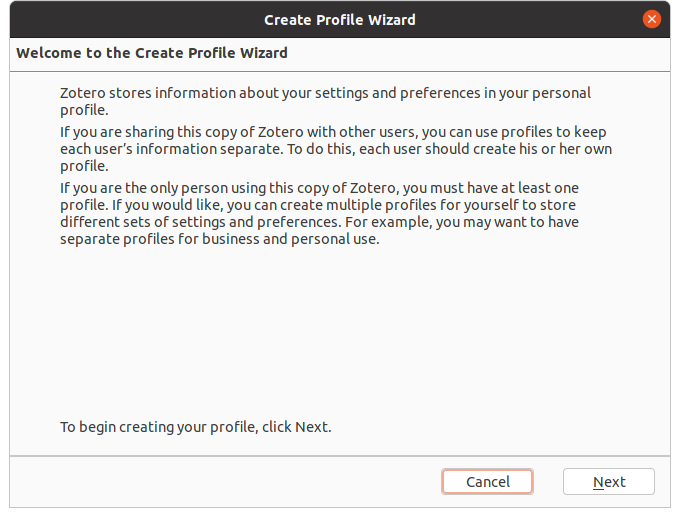 Create Profile Wizard
Welcome to the Create Profile Wizard
Zotero stores information about your settings and preferences in your personal
profile.
If you are sharing this copy of Zotero with other users, you can use profiles to keep
each user’s information separate. To do this, each user should create his or her own
profile.
If you are the only person using this copy of Zotero, you must have at least one
profile. If you would like, you can create multiple profiles for yourself to store
different sets of settings and preferences. For example, you may want to have
separate profiles for business and personal use.
To begin creating your profile, click Next.
Cancel
Next